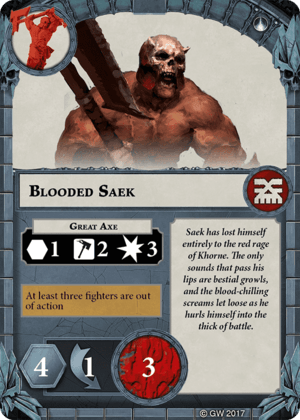 Blooded Saek
Great Axe
1 2 3
At least three fighters are out
of action
Saek has lost himself
entirely to the red rage
of Khorne. The only
sounds that pass his
lips are bestial growls,
and the blood-chilling
screams let loose as he
hurls himself into the
thick of battle.
4 1 3
© GW 2017